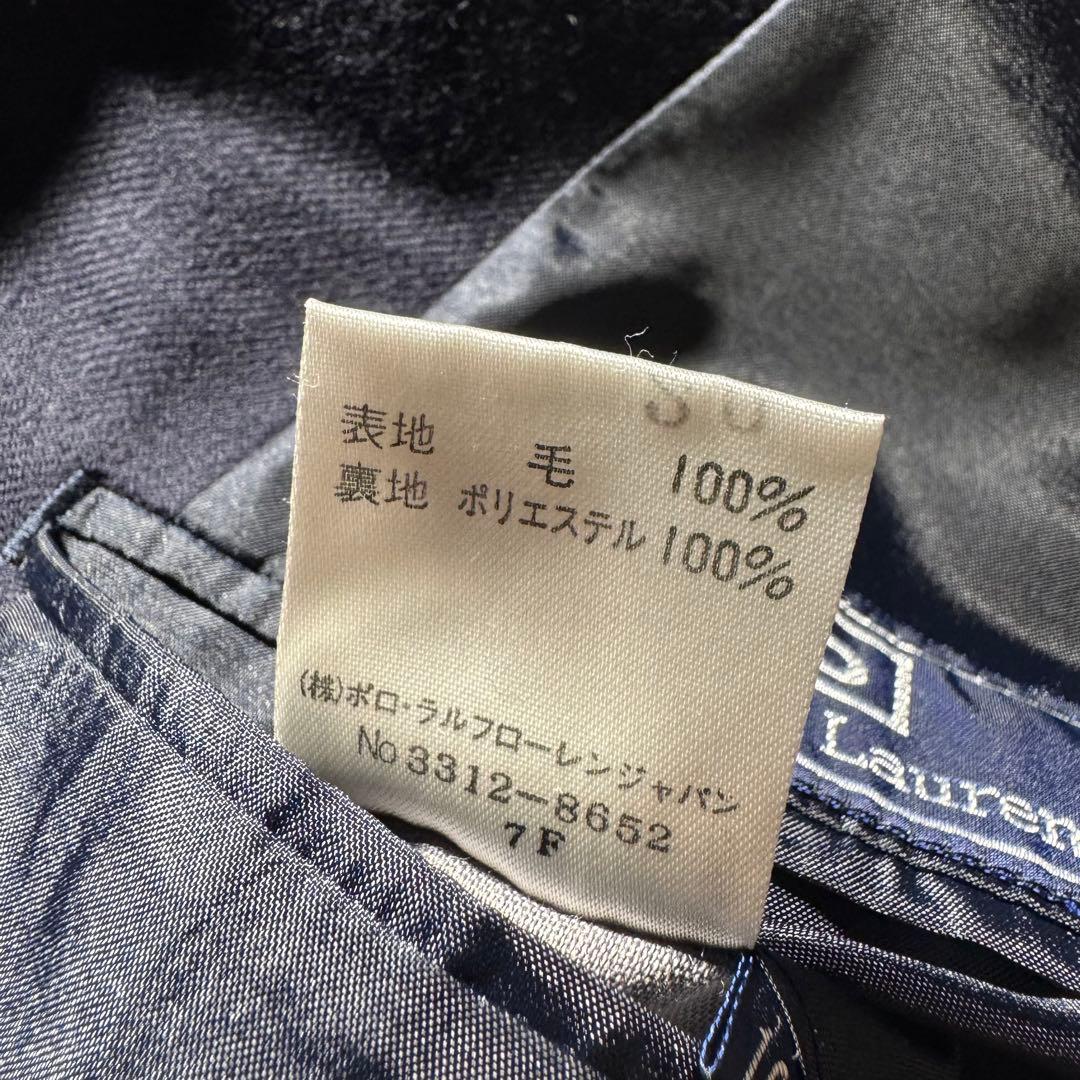 表地 毛 100%
裏地 ポリエステル 100%
(株)ポロ・ラルフローレンジャパン
No3312-8652
7F
Lauren